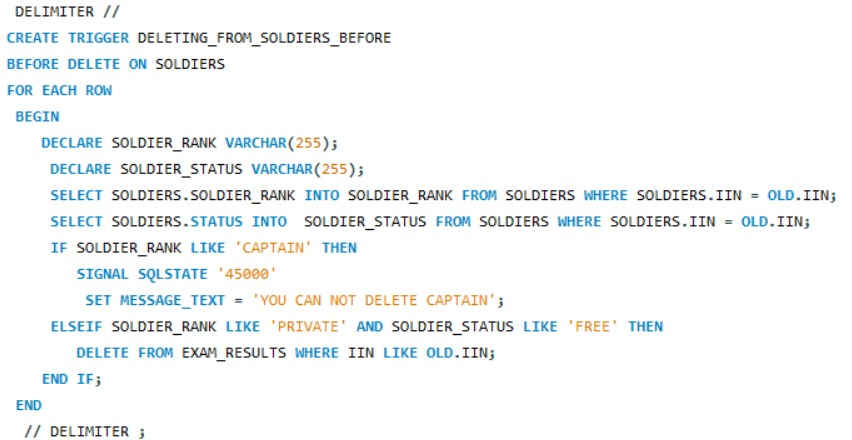 DELIMITER //
CREATE TRIGGER DELETING_FROM_SOLDIERS_BEFORE
BEFORE DELETE ON SOLDIERS
FOR EACH ROW
BEGIN
DECLARE SOLDIER_RANK VARCHAR(255);
DECLARE SOLDIER_STATUS VARCHAR(255);
SELECT SOLDIERS.SOLDIER_RANK INTO SOLDIER_RANK FROM SOLDIERS WHERE SOLDIERS.IIN = OLD.IIN;
SELECT SOLDIERS.STATUS INTO  SOLDIER_STATUS FROM SOLDIERS WHERE SOLDIERS.IIN = OLD.IIN;
IF SOLDIER_RANK LIKE 'CAPTAIN' THEN
SIGNAL SQLSTATE '45000'
SET MESSAGE_TEXT = 'YOU CAN NOT DELETE CAPTAIN';
ELSEIF SOLDIER_RANK LIKE 'PRIVATE' AND SOLDIER_STATUS LIKE 'FREE' THEN
DELETE FROM EXAM_RESULTS WHERE IIN LIKE OLD.IIN;
END IF;
END
// DELIMITER ;